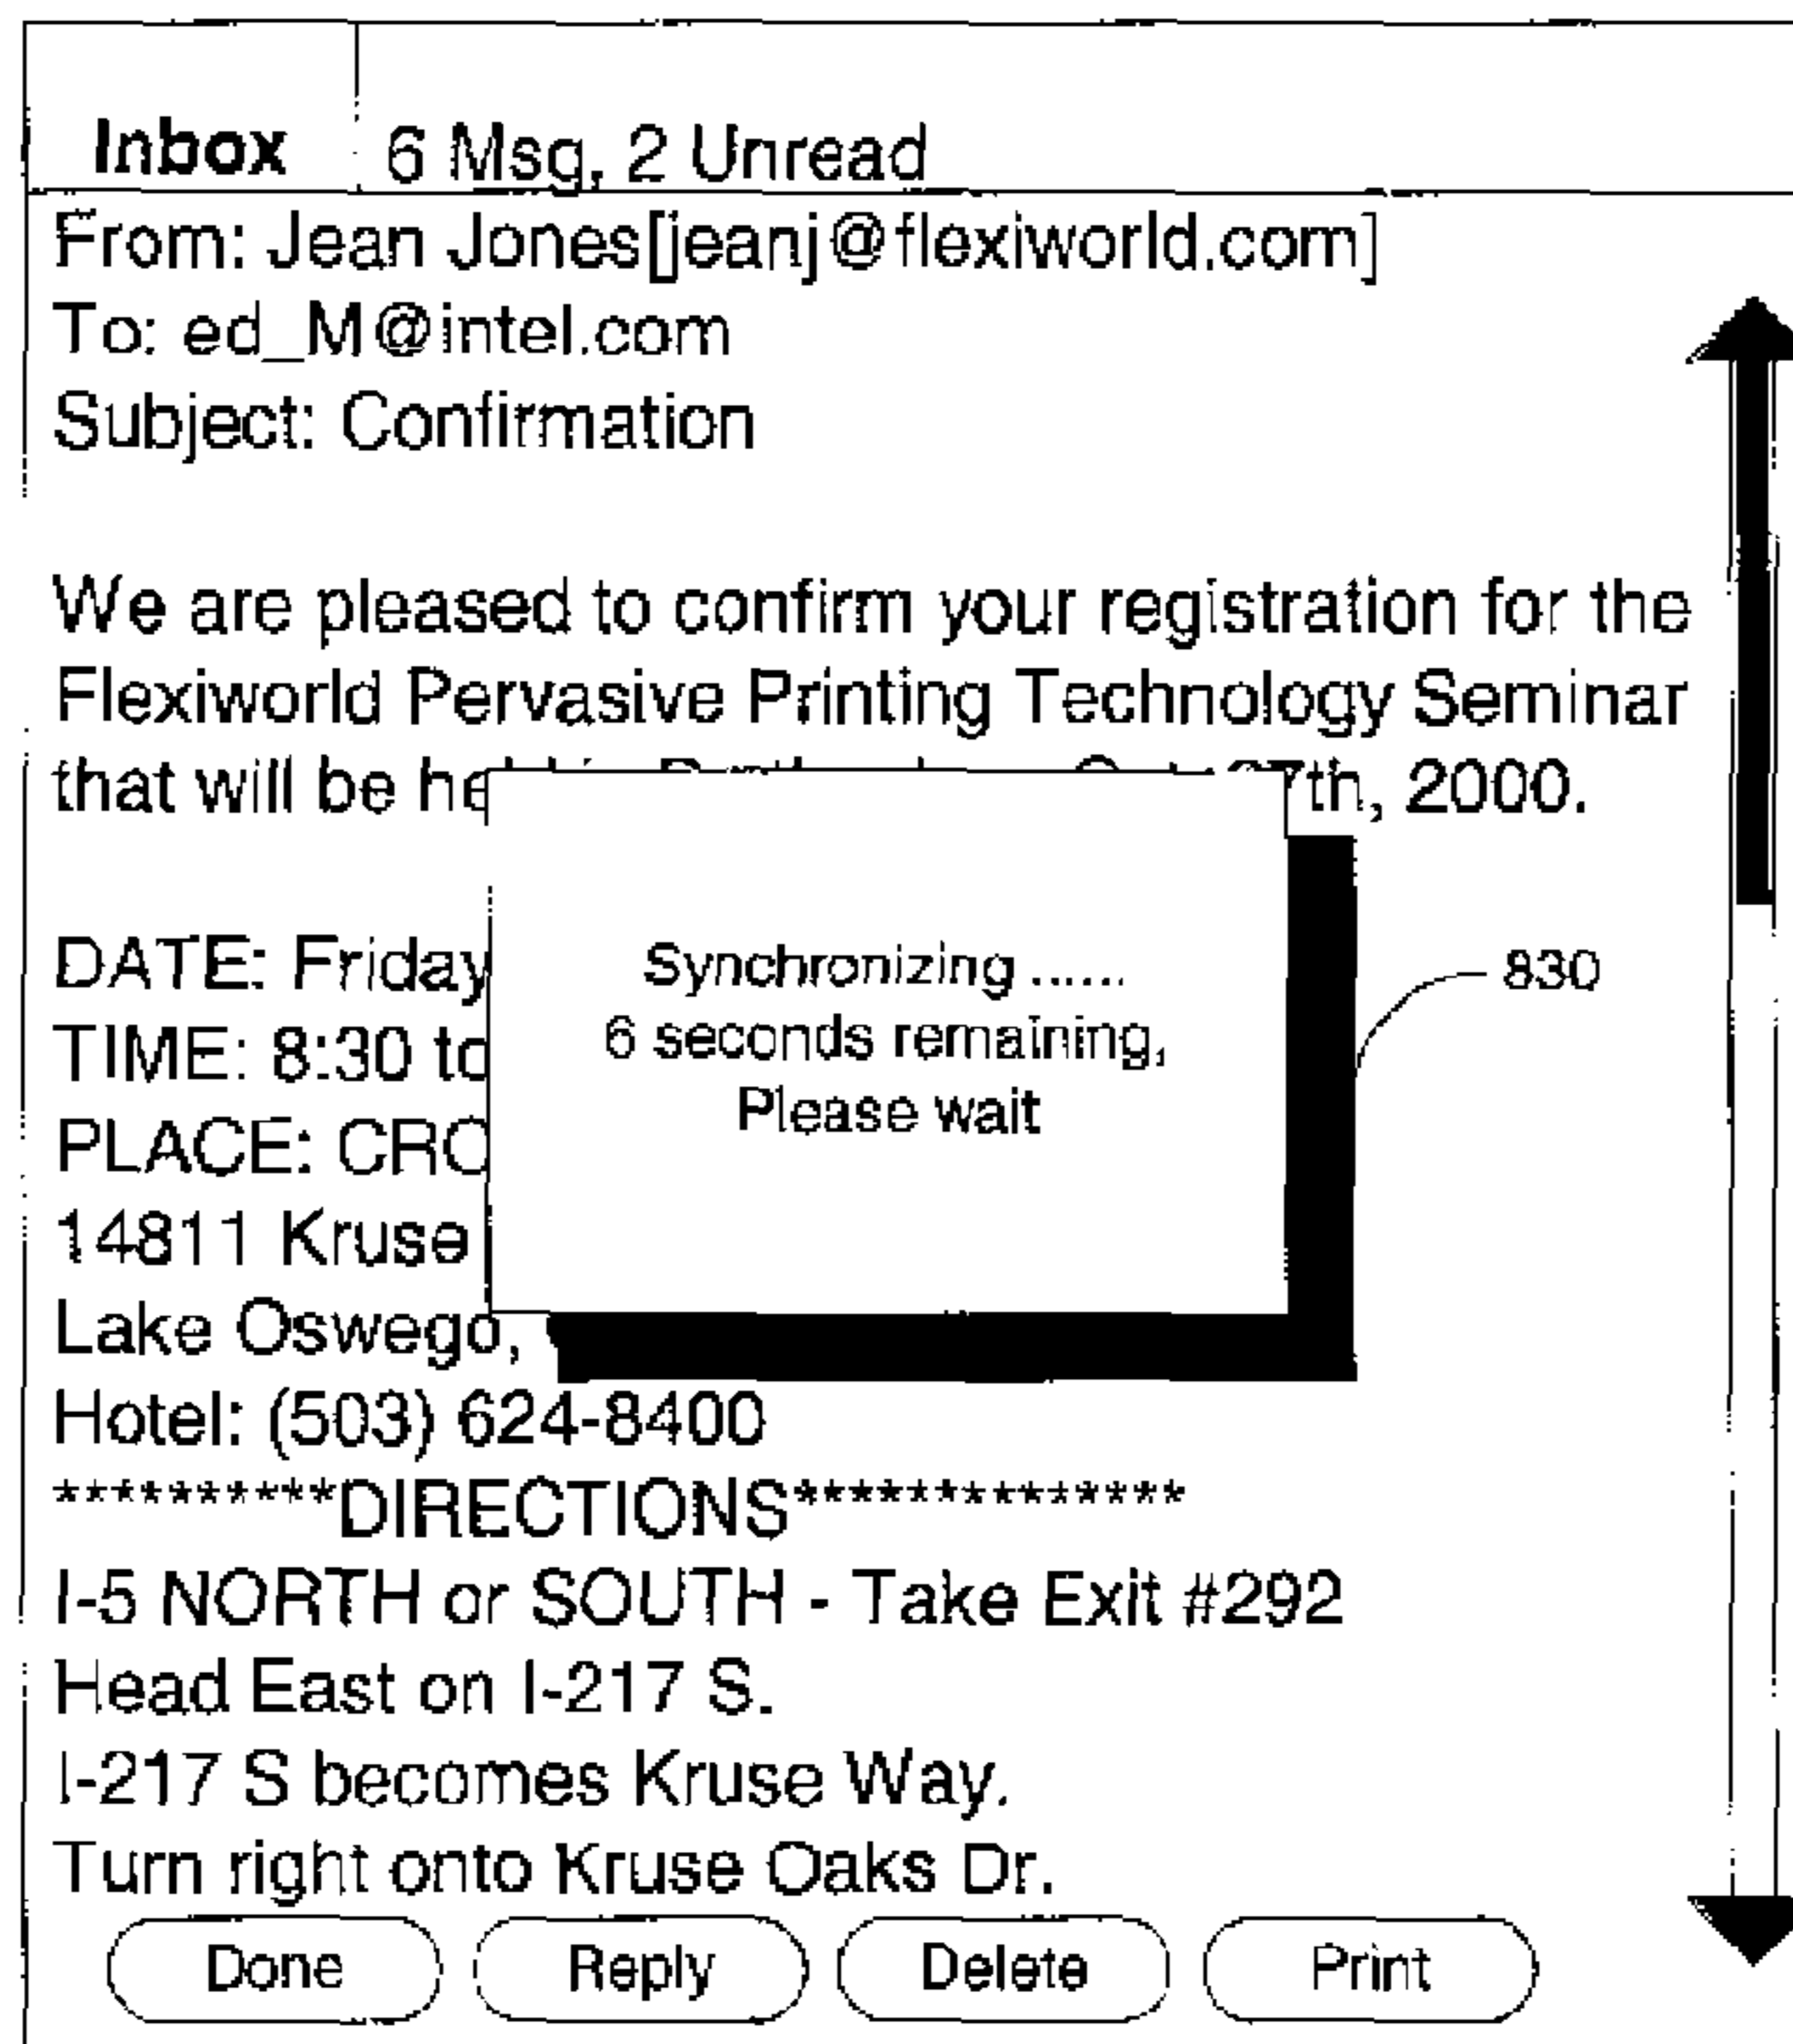 Inbox 6 Msg, 2 Unread
From: Jean Jones[jeanj@flexiworld.com]
To: ed_M@intel.com
Subject: Confirmation
We are pleased to confirm your registration for the
Flexiworld Pervasive Printing Technology Seminar
that will be 7th, 2000.
DATE: Friday
TIME: 8:30 to
PLACE: CRO
14811 Kruse
Lake Oswego,
Synchronizing ......
6 seconds remaining,
Please wait
830
Hotel: (503) 624-8400
**********DIRECTIONS**************
I-5 NORTH or SOUTH - Take Exit #292
Head East on I-217 S.
I-217 S becomes Kruse Way.
Turn right onto Kruse Oaks Dr.
Done Reply Delete Print